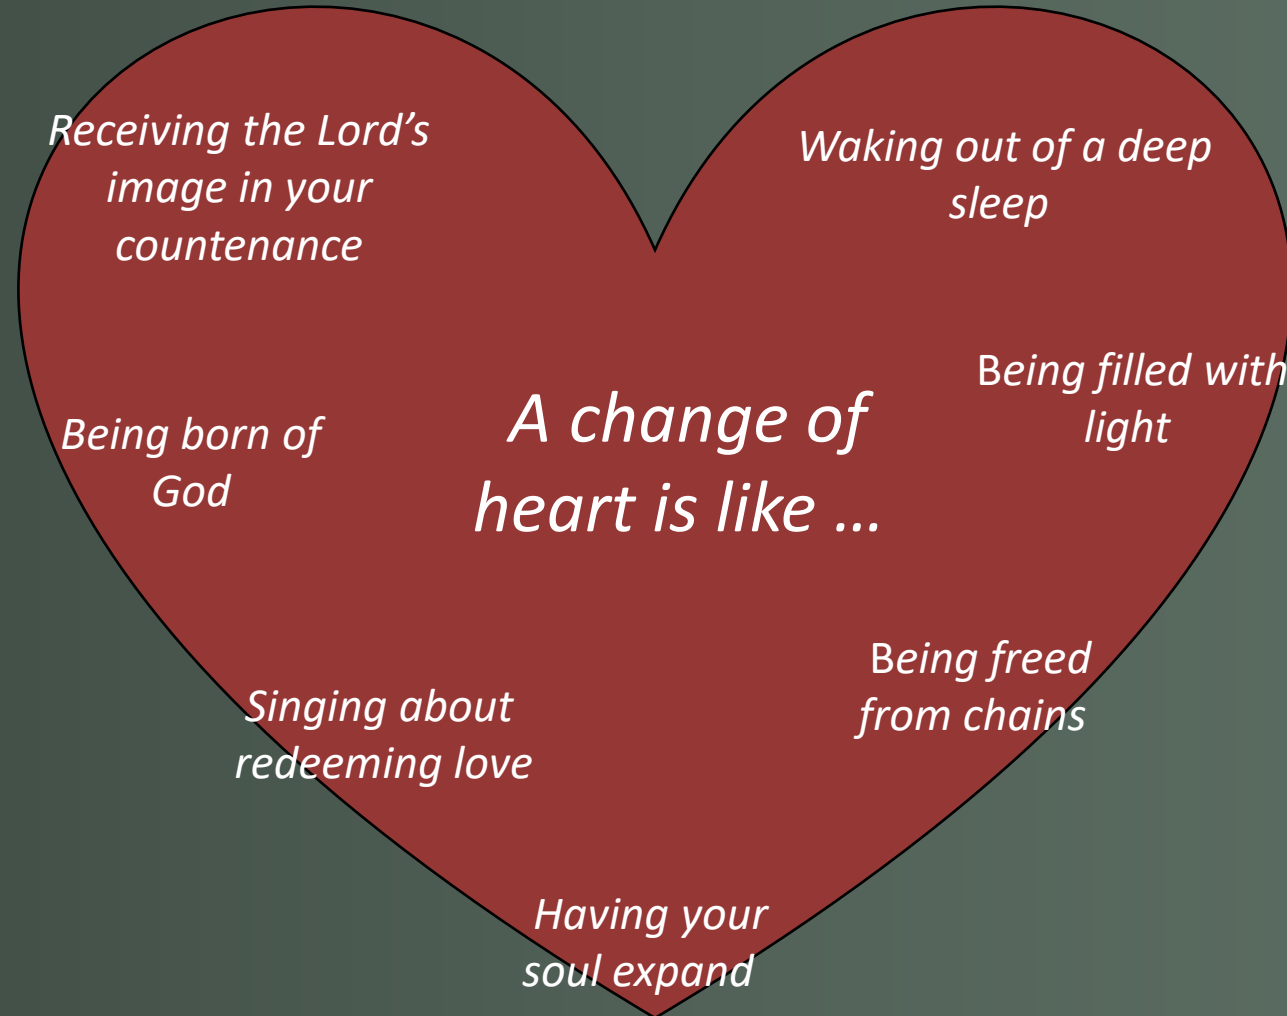 Receiving the Lord’s
image in your
countenance
Waking out of a deep
sleep
Being filled with
light
A change of
heart is like …
Being born of
God
Being freed
from chains
Singing about
redeeming love
Having your
soul expand